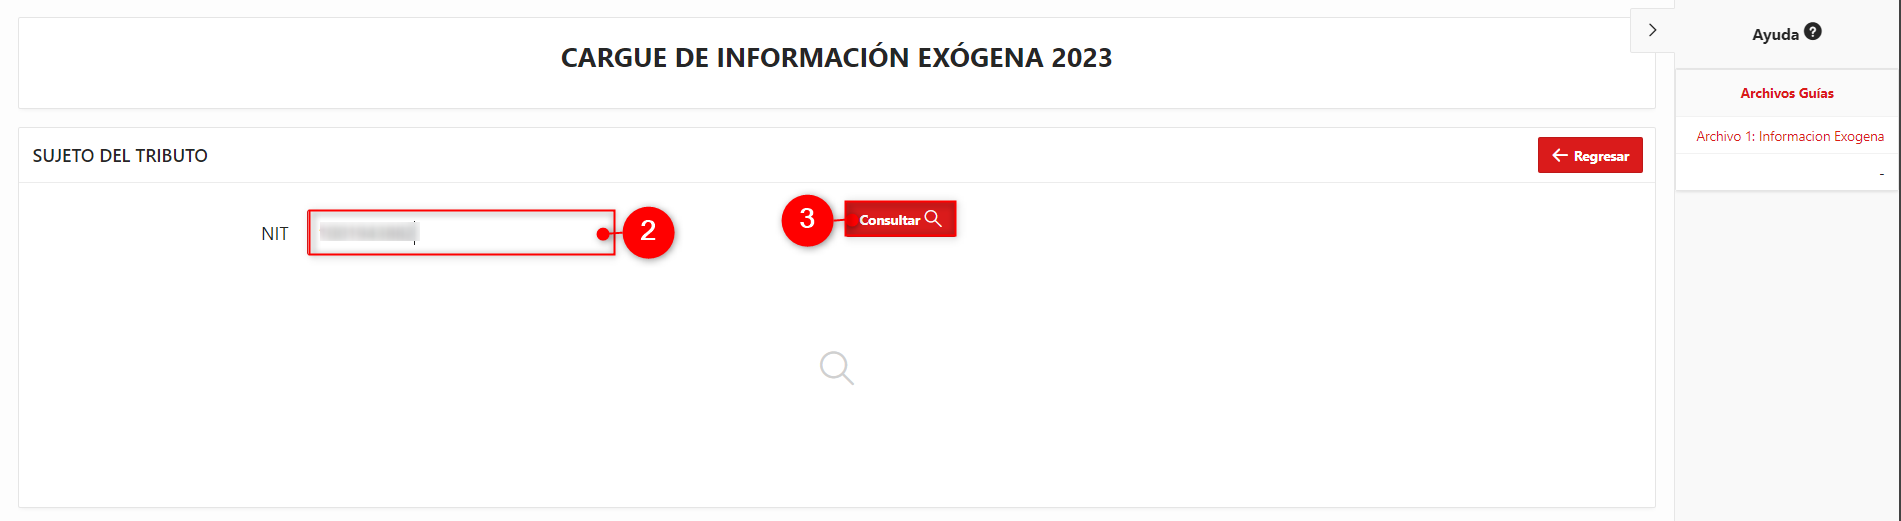 CARGUE DE INFORMACIÓN EXÓGENA 2023
Ayuda ?
Archivos Guías
Archivo 1: Informacion Exogena
-
SUJETO DEL TRIBUTO
Regresar
NIT
2
3
Consultar